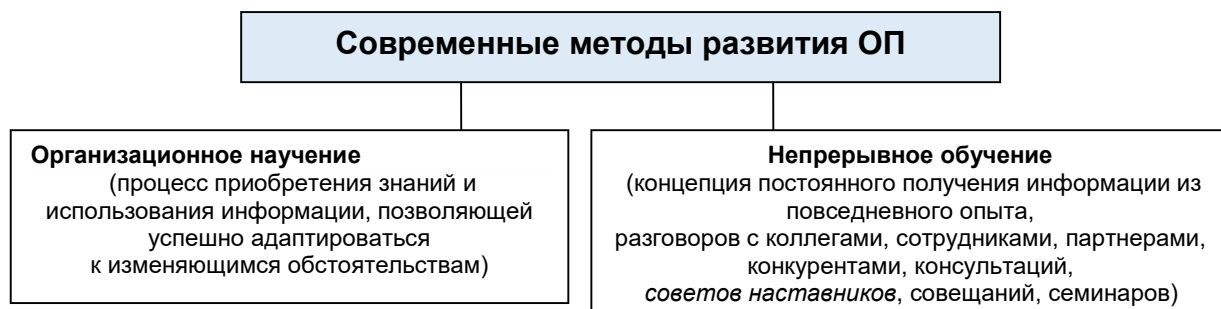 Современные методы развития ОП
Организационное научение
(процесс приобретения знаний и
использования информации, позволяющей
успешно адаптироваться
к изменяющимся обстоятельствам)
Непрерывное обучение
(концепция постоянного получения информации из
повседневного опыта,
разговоров с коллегами, сотрудниками, партнерами,
конкурентами, консультаций,
советов наставников, совещаний, семинаров)